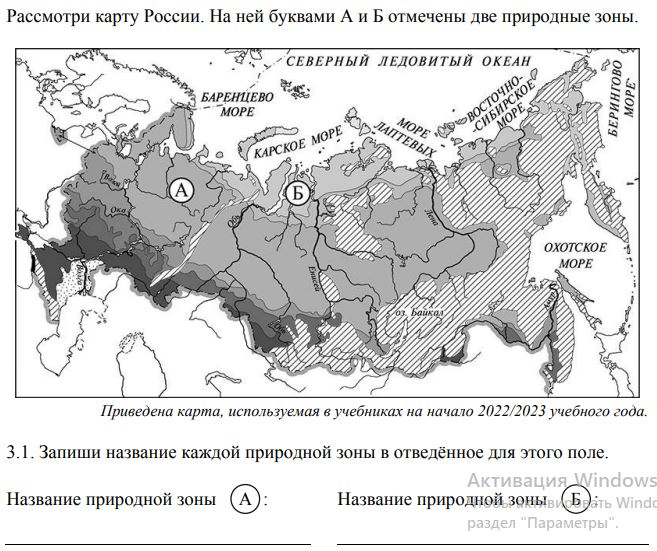 Рассмотри карту России. На ней буквами А и Б отмечены две природные зоны.
СЕВЕРНЫЙ ЛЕДОВИТЫЙ ОКЕАН
БАРЕНЦЕВО
МОРЕ
КАРСКОЕ МОРЕ
МОРЕ
ЛАПТЕВЫХ
ВОСТОЧНО-
-СИБИРСКОЕ
МОРЕ
БЕРИНГОВО
МОРЕ
А
Б
Волга
Ока
Обь
Енисей
Лена
ОХОТСКОЕ
МОРЕ
оз. Байкал
Амур
Приведена карта, используемая в учебниках на начало 2022/2023 учебного года.
3.1. Запиши название каждой природной зоны в отведённое для этого поле.
Название природной зоны А :
Название природной зоны Б :
Активация Windows
Чтобы активировать Windo
раздел "Параметры".